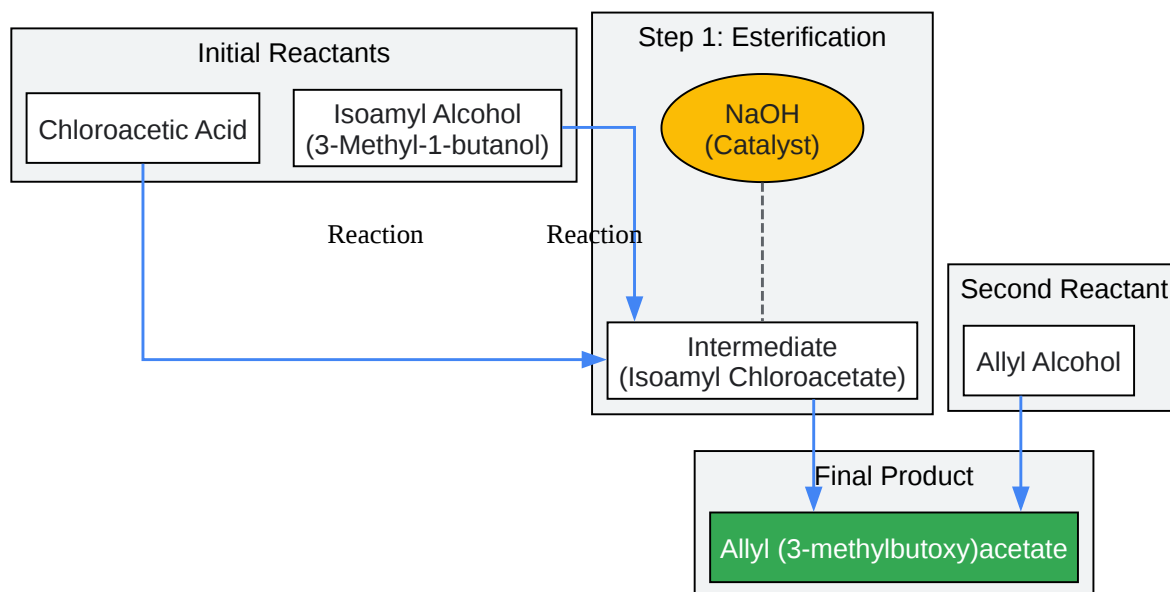 Initial Reactants
Chloroacetic Acid
Isoamyl Alcohol
(3-Methyl-1-butanol)
Step 1: Esterification
NaOH
(Catalyst)
Reaction
Reaction
Intermediate
(Isoamyl Chloroacetate)
Second Reactant
Allyl Alcohol
Final Product
Allyl (3-methylbutoxy)acetate